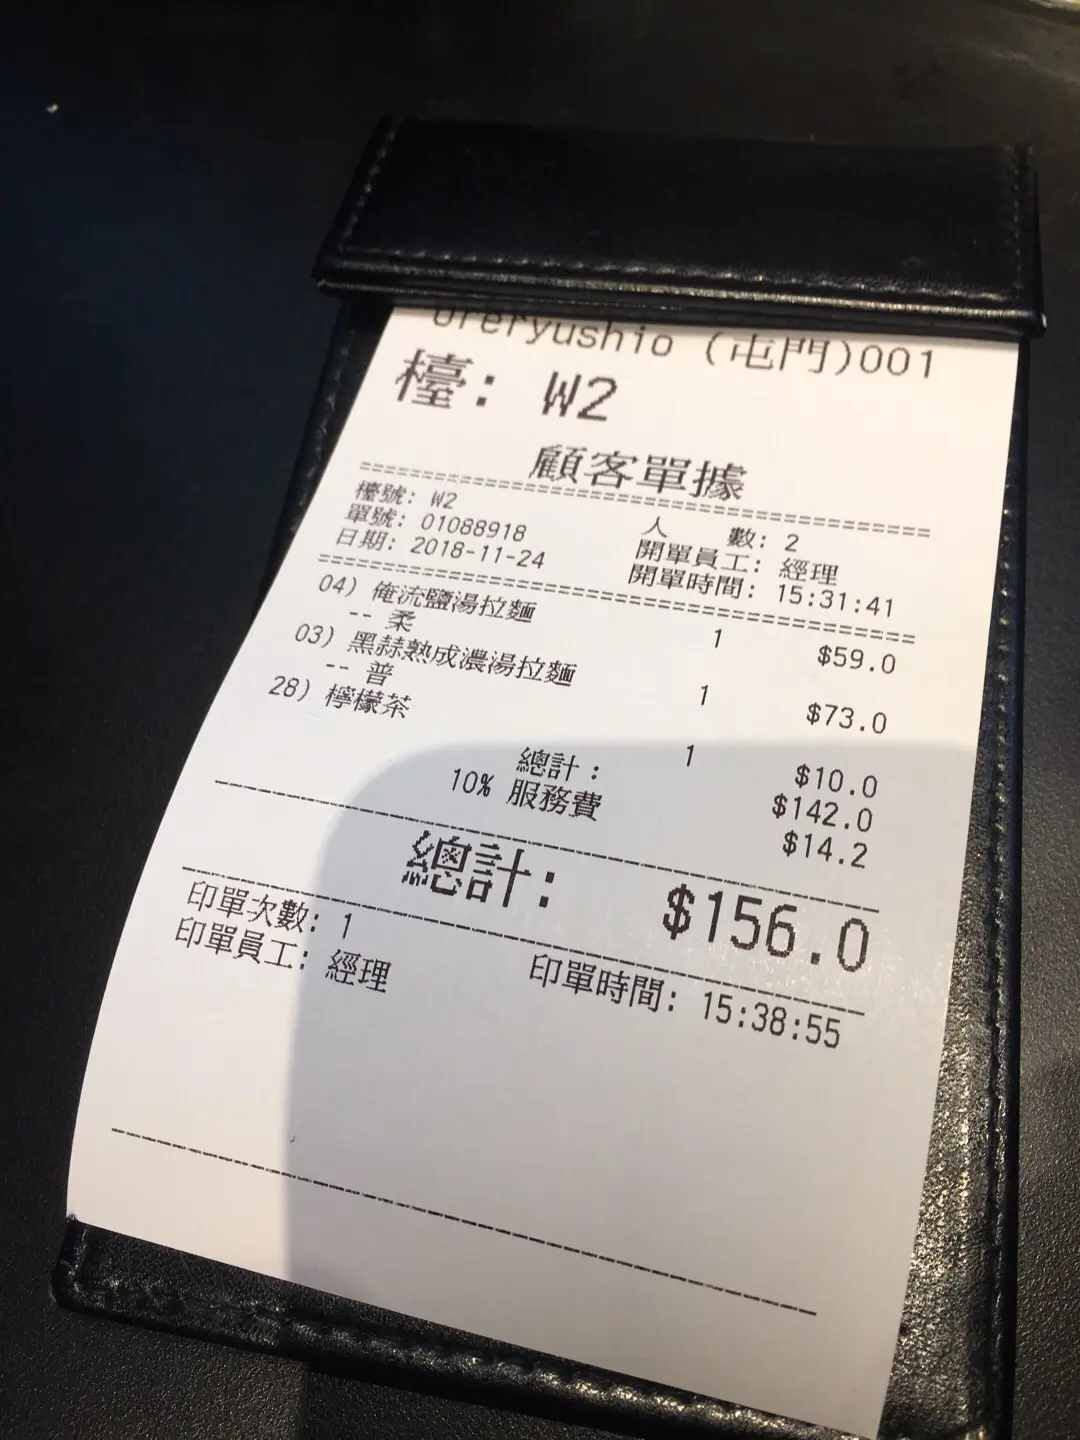 Oreryushio (屯門)001
檯: W2
顧客單據
檯號: W2 人 數: 2
單號: 01088918 開單員工: 經理
日期: 2018-11-24 開單時間: 15:31:41
04) 俺流鹽湯拉麵 1 $59.0
-- 柔
03) 黑蒜熟成濃湯拉麵 1 $73.0
-- 普
28) 檸檬茶 1 $10.0
總計: $142.0
10% 服務費 $14.2
總計: $156.0
印單次數: 1
印單員工: 經理 印單時間: 15:38:55